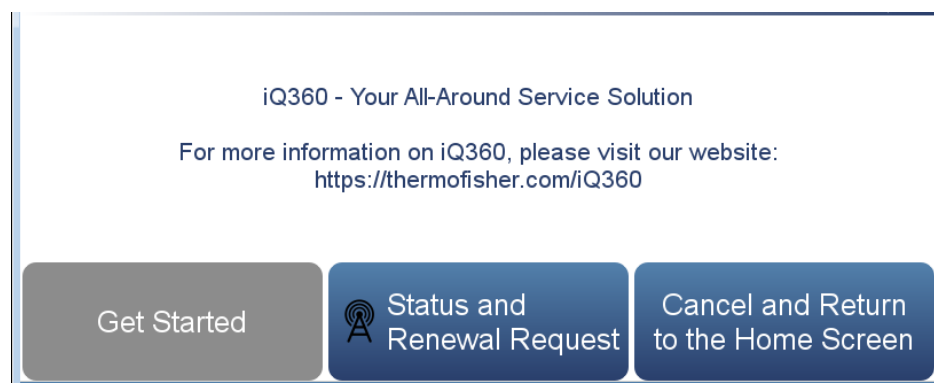 iQ360 - Your All-Around Service Solution
For more information on iQ360, please visit our website:
https://thermofisher.com/iQ360
Get Started
Status and
Renewal Request
Cancel and Return
to the Home Screen